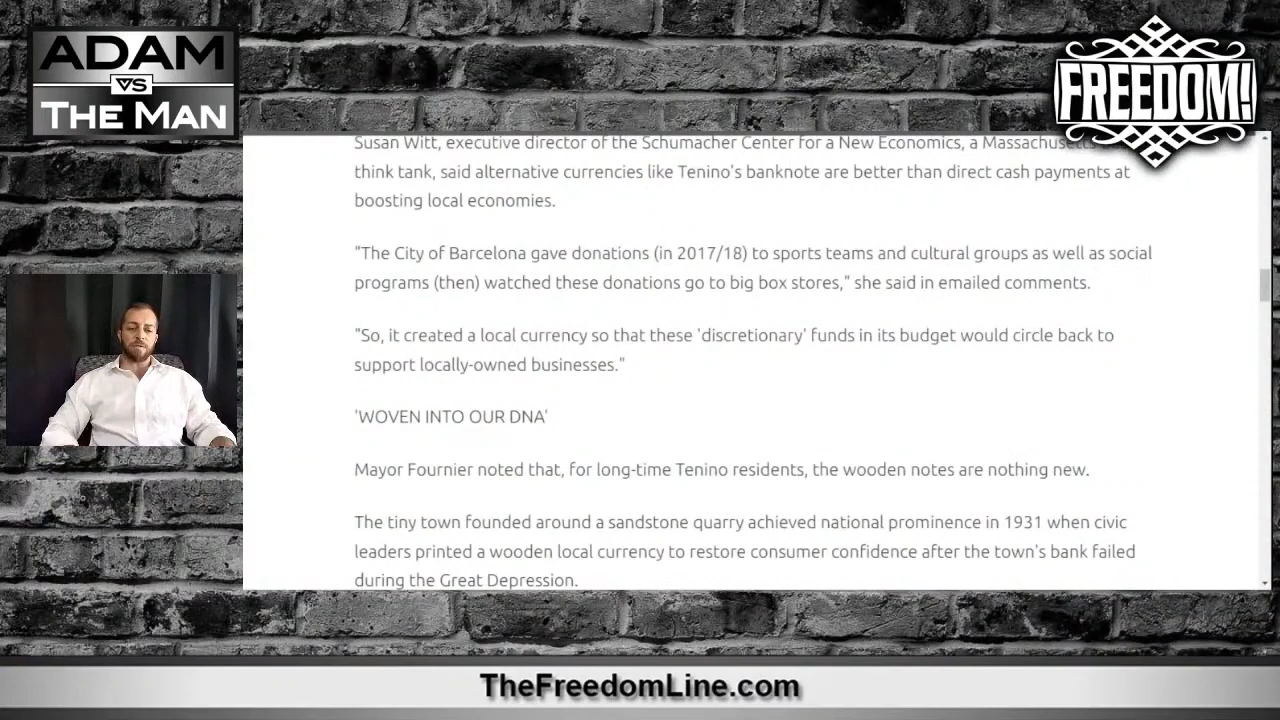 ADAM
VS
THE MAN
FREEDOM!
Susan Witt, executive director of the Schumacher Center for a New Economics, a
think tank, said alternative currencies like Tenino's banknote are better than direct cash payments at
boosting local economies.
"The City of Barcelona gave donations (in 2017/18) to sports teams and cultural groups as well as social
programs (then) watched these donations go to big box stores," she said in emailed comments.
"So, it created a local currency so that these 'discretionary' funds in its budget would circle back to
support locally-owned businesses."
'WOVEN INTO OUR DNA'
Mayor Fournier noted that, for long-time Tenino residents, the wooden notes are nothing new.
The tiny town founded around a sandstone quarry achieved national prominence in 1931 when civic
leaders printed a wooden local currency to restore consumer confidence after the town's bank failed
during the Great Depression.
TheFreedomLine.com